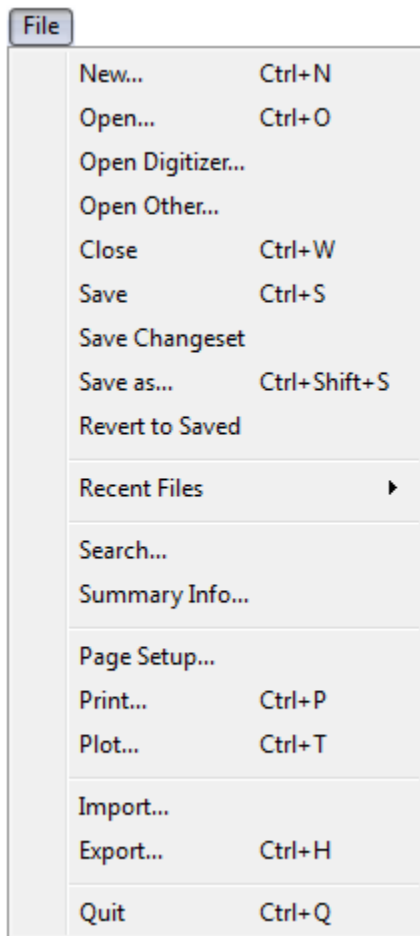 File
New... Ctrl+N
Open... Ctrl+O
Open Digitizer...
Open Other...
Close Ctrl+W
Save Ctrl+S
Save Changeset
Save as... Ctrl+Shift+S
Revert to Saved
Recent Files
Search...
Summary Info...
Page Setup...
Print... Ctrl+P
Plot... Ctrl+T
Import...
Export... Ctrl+H
Quit Ctrl+Q